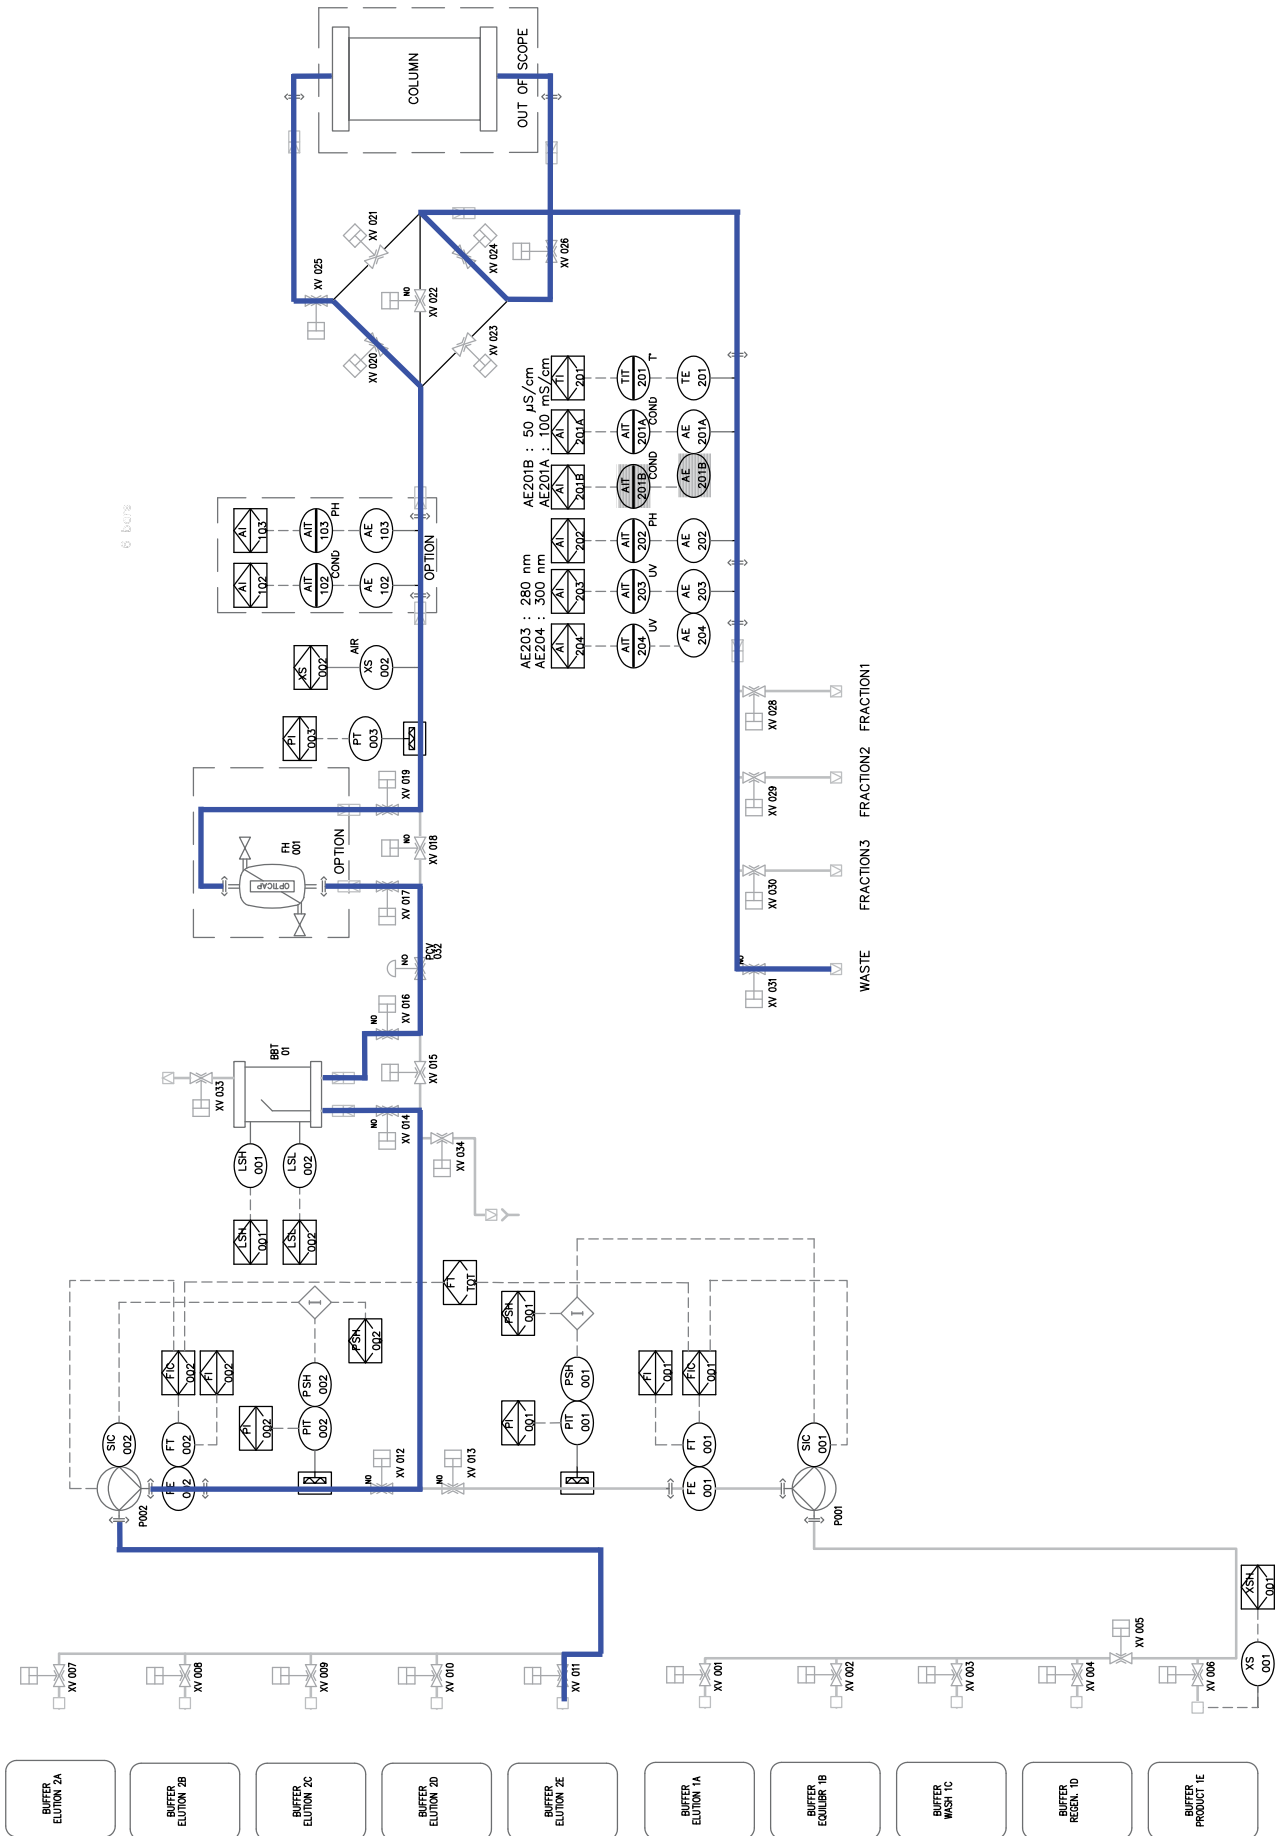 COLUMN
OUT OF SCOPE
XV 021
XV 025
XV 024
XV 026
NO
XV 022
XV 020
XV 023
AE201B : 50 µS/cm
AE201A : 100 mS/cm
TI
201
TIT
201
T°
TE
201
AI
201A
AIT
201A
COND
AE
201A
AI
201B
AIT
201B
COND
AE
201B
AI
202
AIT
202
PH
AE
202
AE203 : 280 nm
AE204 : 300 nm
AI
203
AIT
203
UV
AE
203
AI
204
AIT
204
UV
AE
204
6 bars
AI
103
AIT
103
PH
AE
103
AI
102
AIT
102
COND
AE
102
OPTION
XS
002
AIR
XS
002
PI
003
PT
003
XV 019
NO
XV 018
FH
001
OPTICAP
OPTION
XV 017
NO
PCV
032
NO
XV 016
XV 015
NO
XV 014
BBT
01
XV 033
XV 034
LSH
001
LSH
001
LSL
002
LSL
002
XV 028
FRACTION1
XV 029
FRACTION2
XV 030
FRACTION3
NO
XV 031
WASTE
FT
TOT
I
PSH
002
I
PSH
001
FIC
002
FI
002
PSH
002
PI
002
PIT
002
SIC
002
FT
002
FE
002
P002
NO
XV 012
NO
XV 013
PSH
001
PI
001
PIT
001
FI
001
FIC
001
FT
001
FE
001
SIC
001
P001
XSH
001
XS
001
XV 007
XV 008
XV 009
XV 010
XV 011
XV 001
XV 002
XV 003
XV 004
XV 005
XV 006
BUFFER
ELUTION 2A
BUFFER
ELUTION 2B
BUFFER
ELUTION 2C
BUFFER
ELUTION 2D
BUFFER
ELUTION 2E
BUFFER
ELUTION 1A
BUFFER
EQUILIBR 1B
BUFFER
WASH 1C
BUFFER
REGEN. 1D
BUFFER
PRODUCT 1E